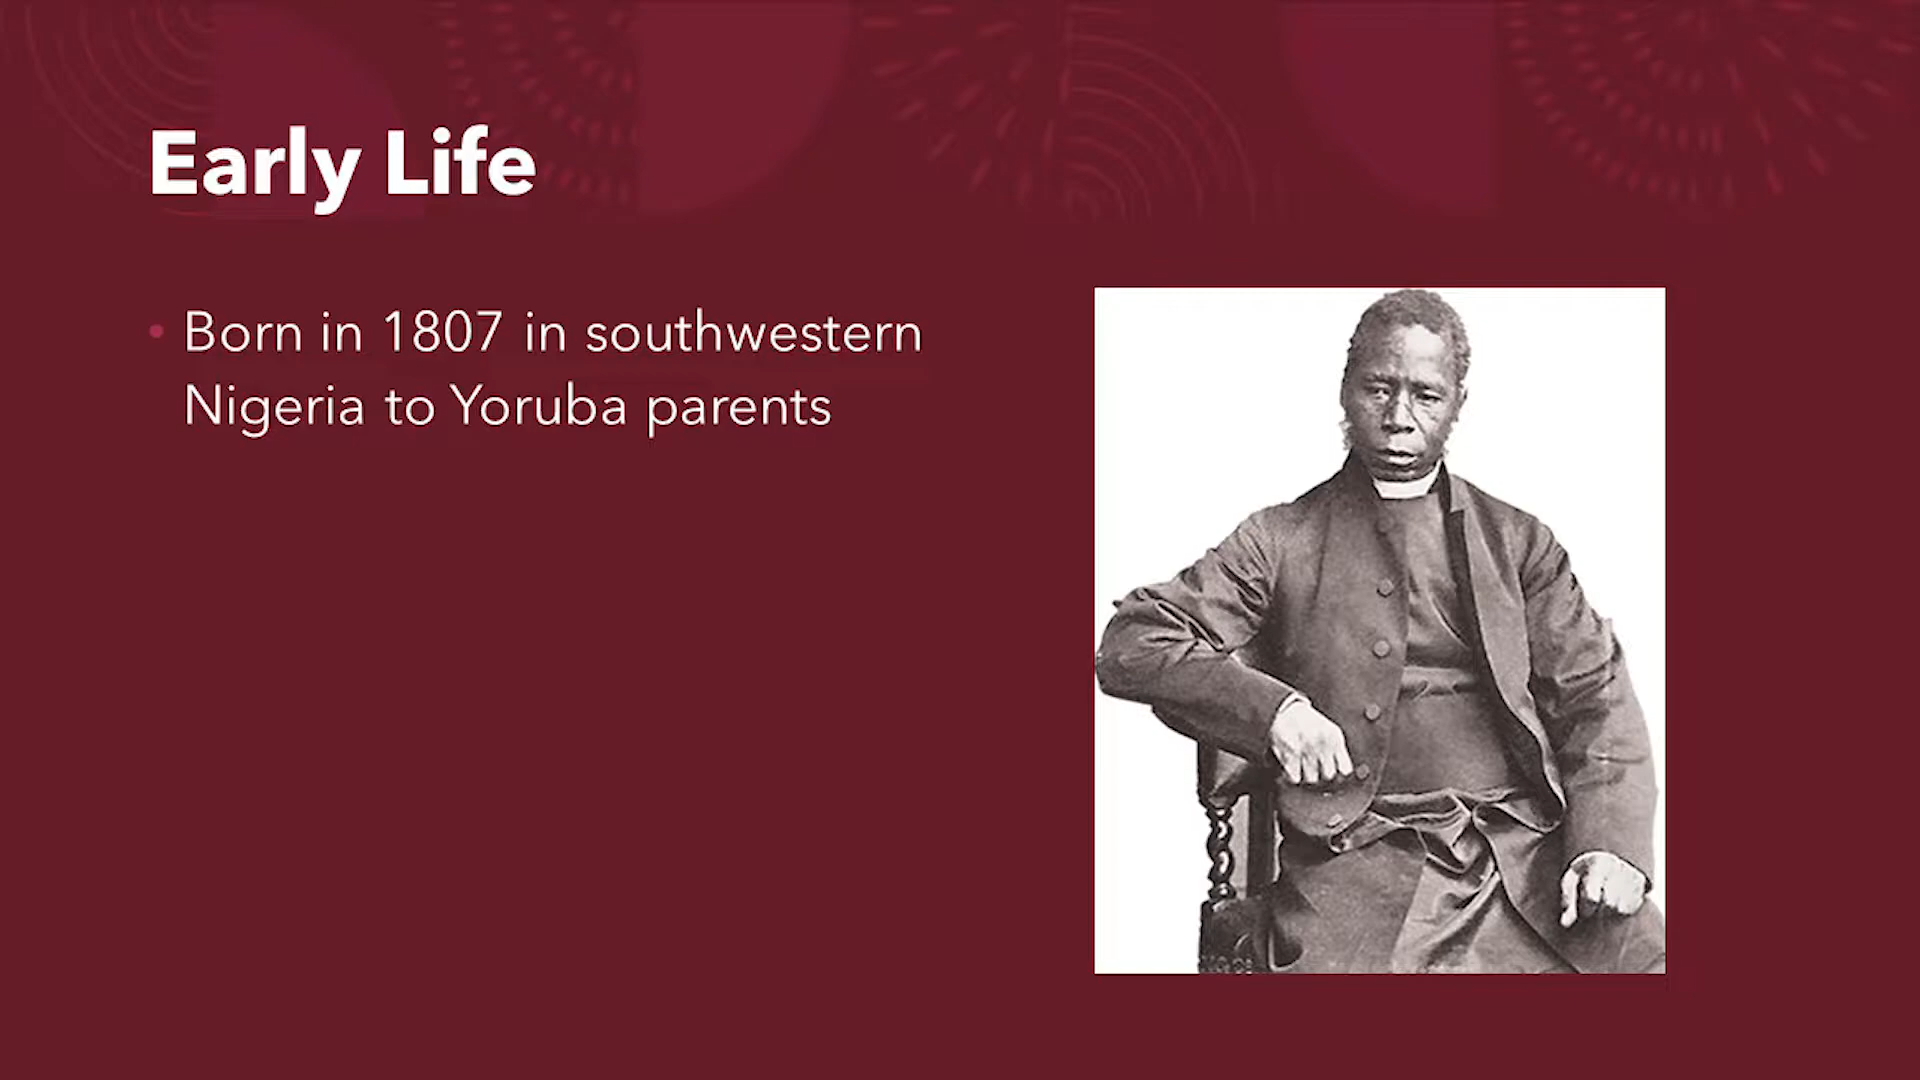 Early Life
• Born in 1807 in southwestern
Nigeria to Yoruba parents